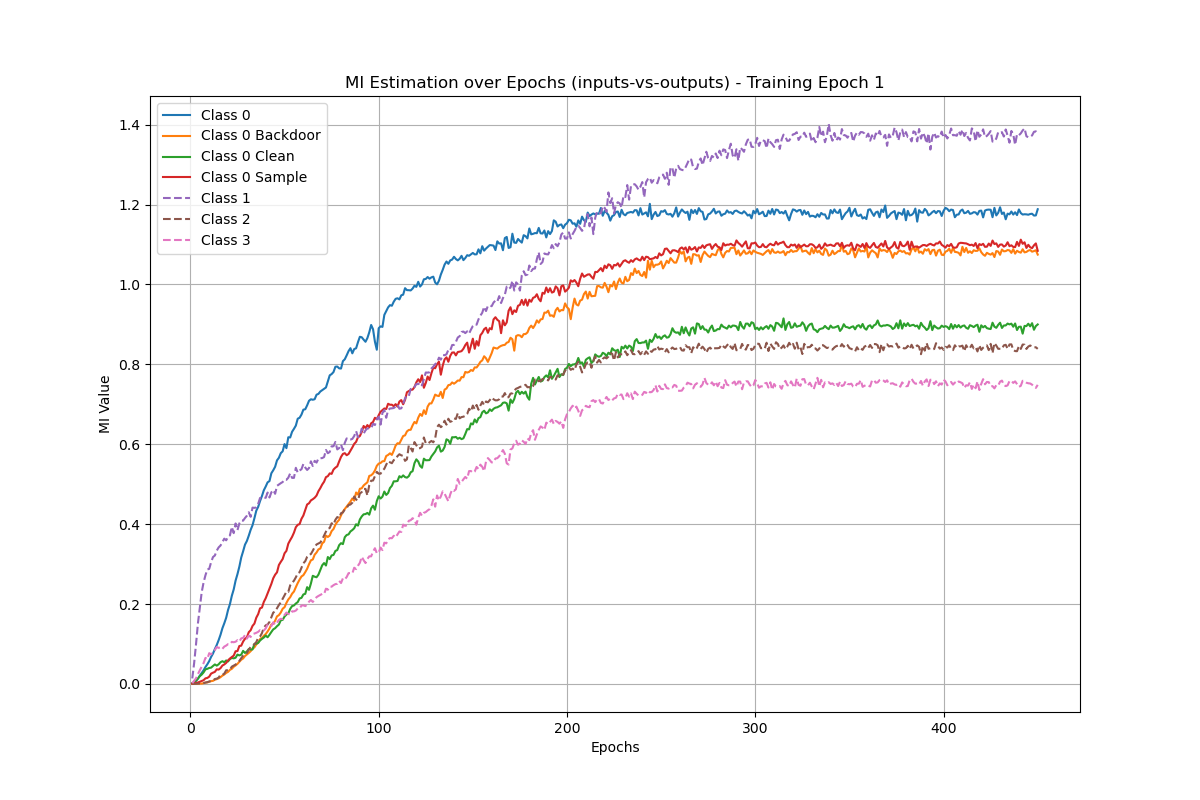 MI Estimation over Epochs (inputs-vs-outputs) - Training Epoch 1
Class 0
Class 0 Backdoor
Class 0 Clean
Class 0 Sample
Class 1
Class 2
Class 3
1.4
1.2
1.0
0.8
0.6
0.4
0.2
0.0
MI Value
0 100 200 300 400
Epochs